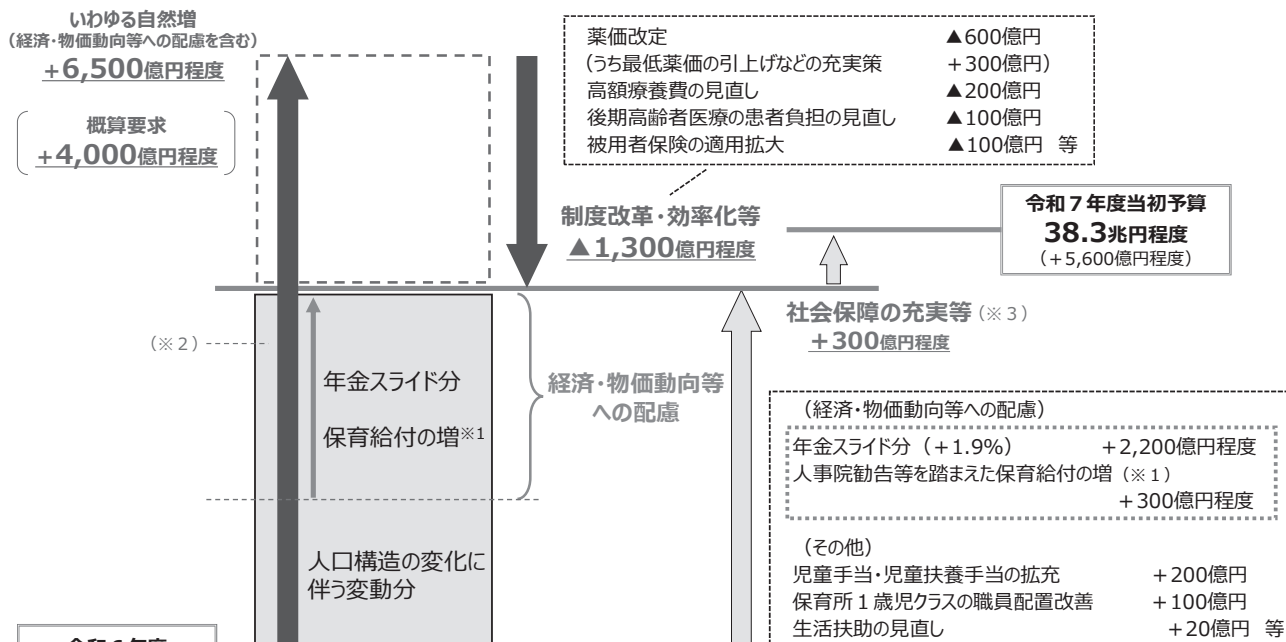 いわゆる自然増
(経済・物価動向等への配慮を含む)
+6,500億円程度
概算要求
+4,000億円程度
薬価改定 ▲600億円
(うち最低薬価の引上げなどの充実策 +300億円)
高額療養費の見直し ▲200億円
後期高齢者医療の患者負担の見直し ▲100億円
被用者保険の適用拡大 ▲100億円 等
制度改革・効率化等
▲1,300億円程度
令和7年度当初予算
38.3兆円程度
(+5,600億円程度)
社会保障の充実等(※3)
+300億円程度
(※2)
年金スライド分
保育給付の増※1
経済・物価動向等
への配慮
人口構造の変化に
伴う変動分
(経済・物価動向等への配慮)
年金スライド分(+1.9%) +2,200億円程度
人事院勧告等を踏まえた保育給付の増(※1)
+300億円程度
(その他)
児童手当・児童扶養手当の拡充 +200億円
保育所1歳児クラスの職員配置改善 +100億円
生活扶助の見直し +20億円 等
令和6年度